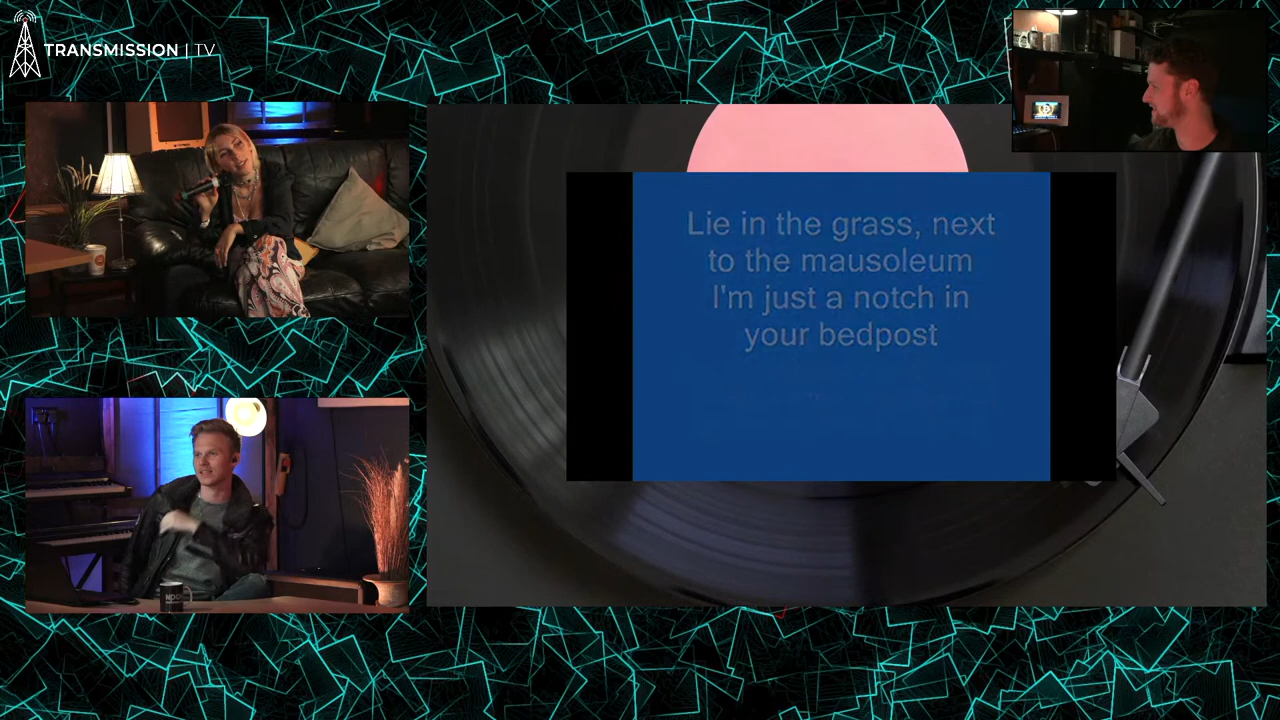 TRANSMISSION | TV
Lie in the grass, next
to the mausoleum
I'm just a notch in
your bedpost